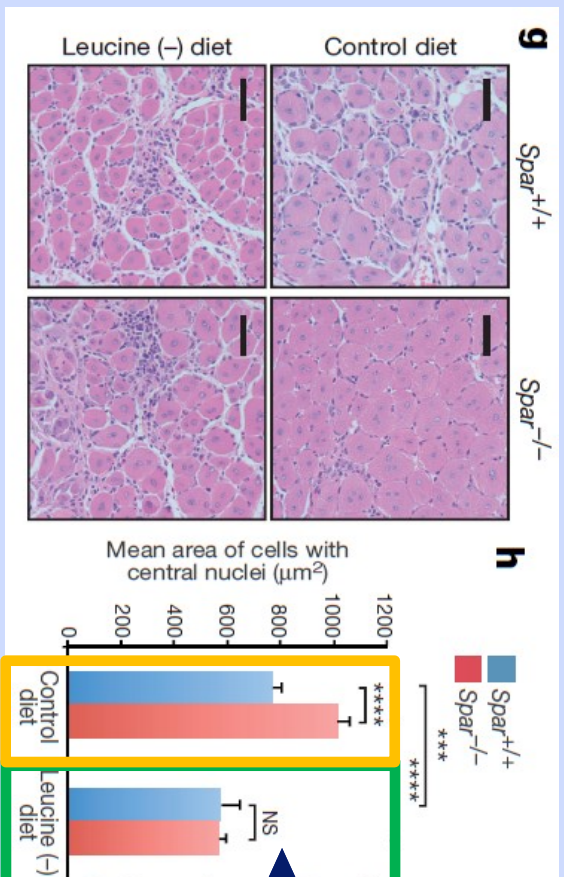 g
Control diet
Leucine (–) diet
Spar+/+
Spar−/−
h
Mean area of cells with
central nuclei (μm²)
1200
1000
800
600
400
200
0
Spar+/+
Spar−/−
***
****
****
NS
Control
diet
Leucine (–)
diet